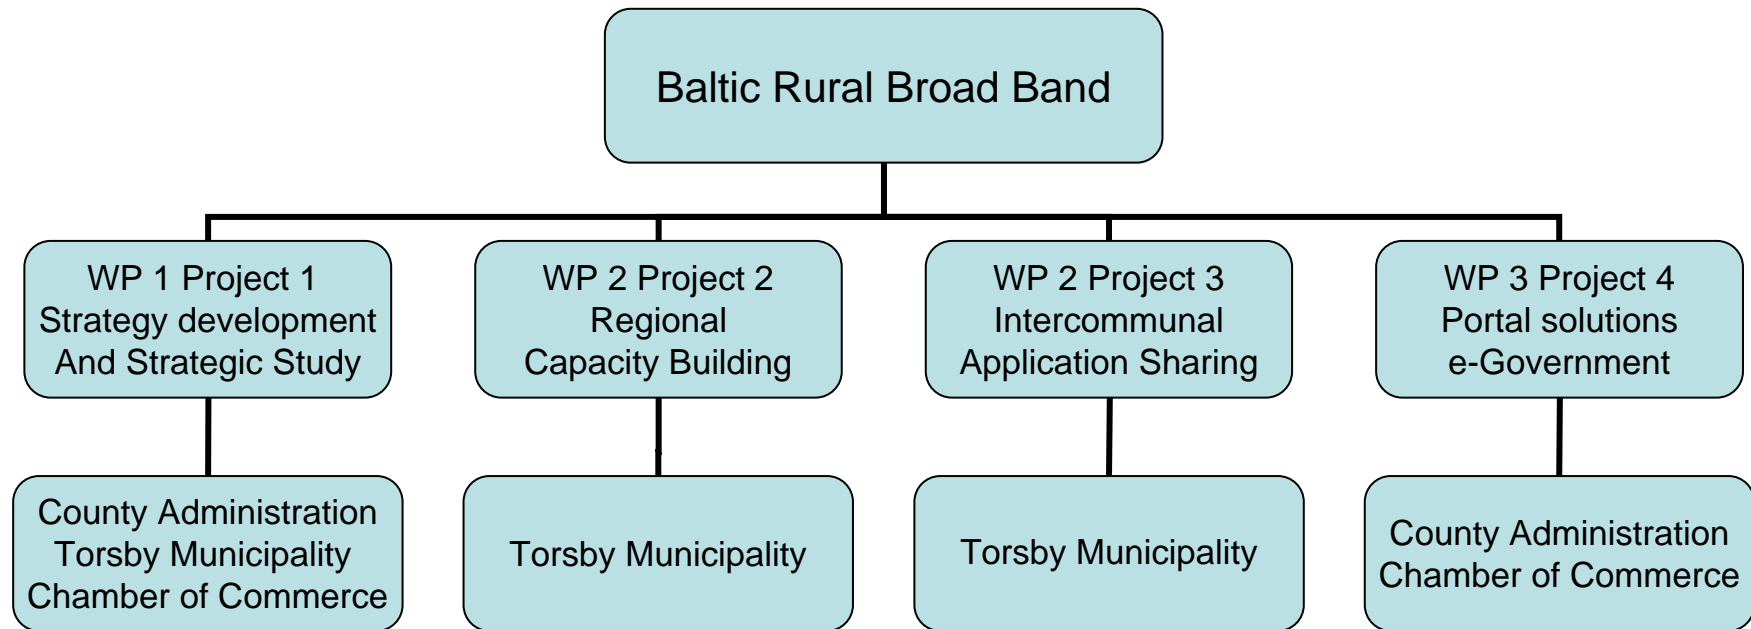 Baltic Rural Broad Band
WP 1 Project 1
Strategy development
And Strategic Study
WP 2 Project 2
Regional
Capacity Building
WP 2 Project 3
Intercommunal
Application Sharing
WP 3 Project 4
Portal solutions
e-Government
County Administration
Torsby Municipality
Chamber of Commerce
Torsby Municipality
Torsby Municipality
County Administration
Chamber of Commerce